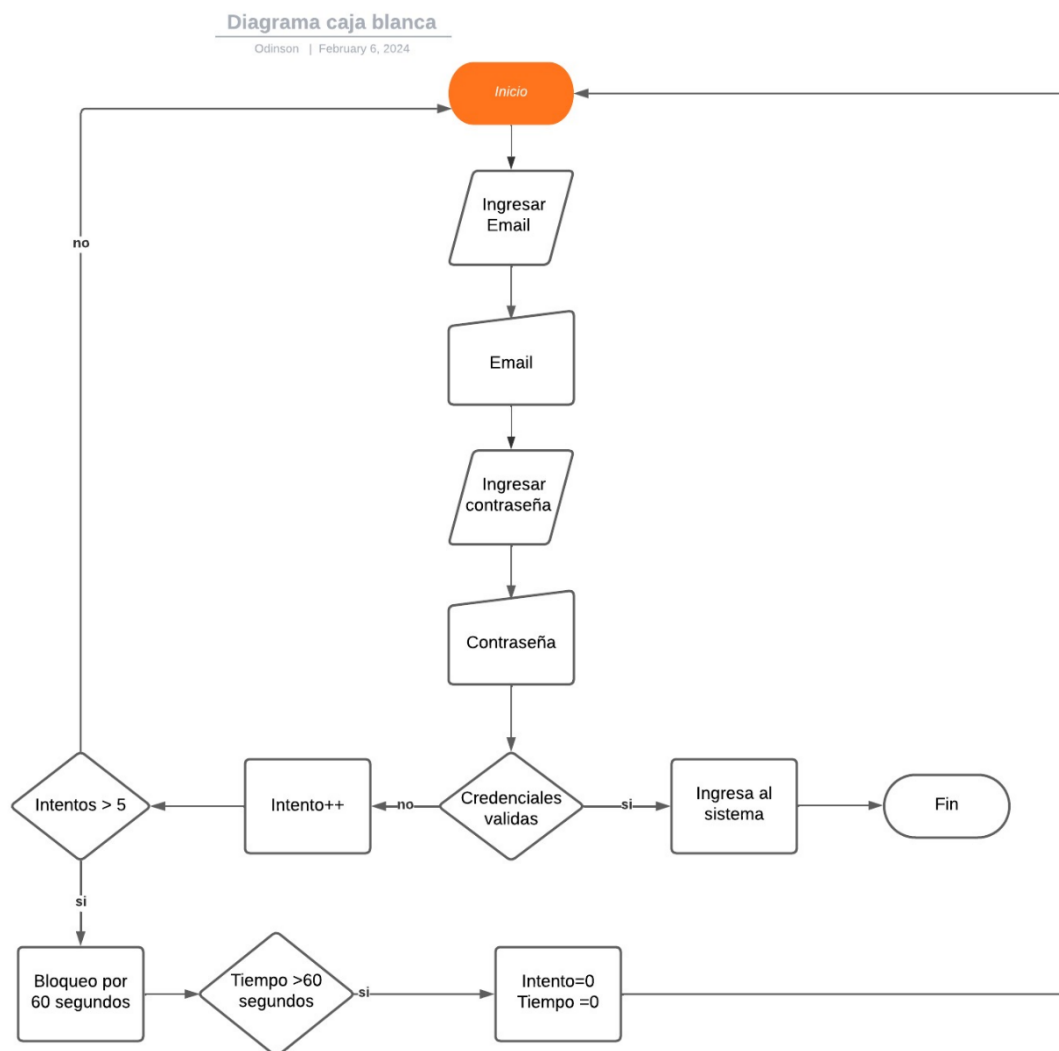 Diagrama caja blanca
Odinson | February 6, 2024
Inicio
Ingresar
Email
no
Email
Ingresar
contraseña
Contraseña
Intentos > 5
Intento++
no
Credenciales
validas
si
Ingresa al
sistema
Fin
si
Bloqueo por
60 segundos
Tiempo >60
segundos
si
Intento=0
Tiempo =0